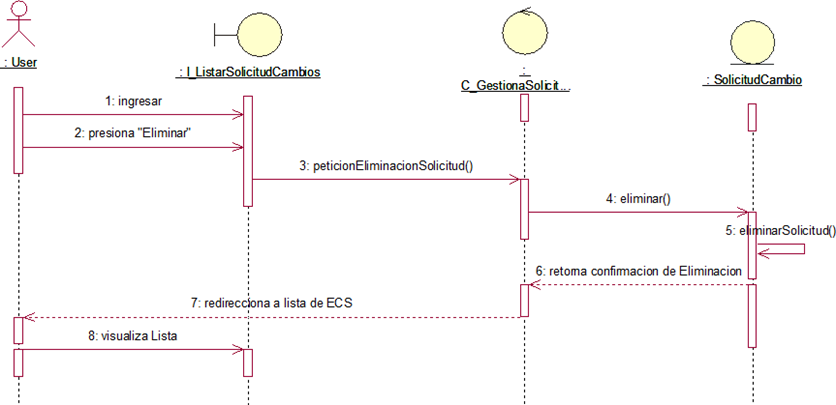 : User
: I_ListarSolicitudCambios
:
C_GestionaSolicit...
: SolicitudCambio
1: ingresar
2: presiona "Eliminar"
3: peticionEliminacionSolicitud()
4: eliminar()
5: eliminarSolicitud()
6: retorna confirmacion de Eliminacion
7: redirecciona a lista de ECS
8: visualiza Lista